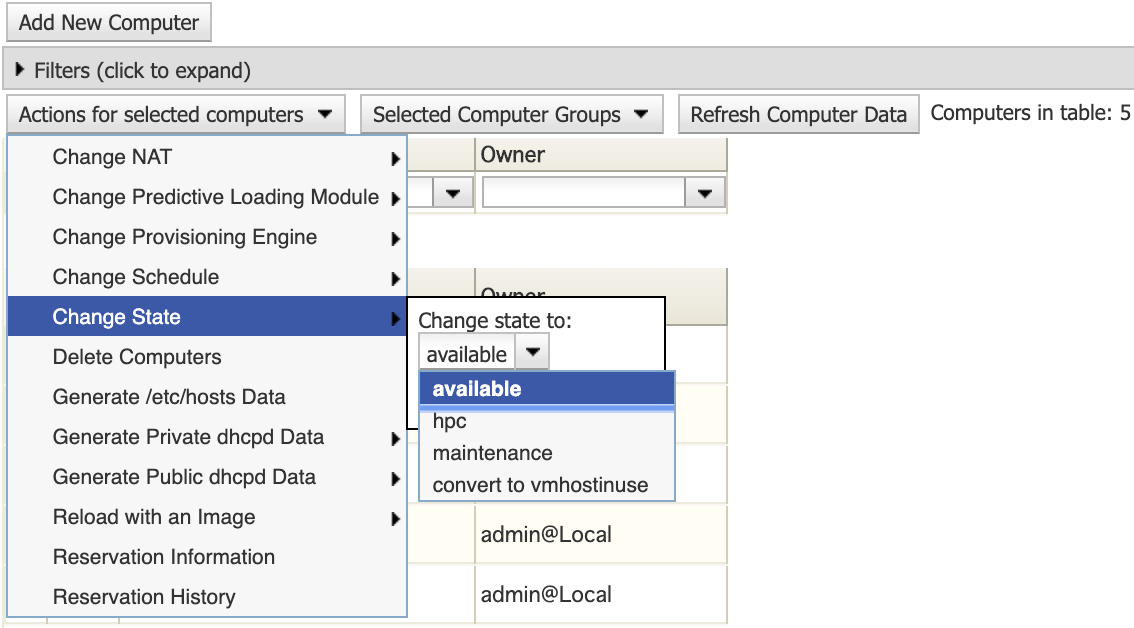 Add New Computer
Filters (click to expand)
Actions for selected computers
Selected Computer Groups
Refresh Computer Data
Computers in table: 5
Change NAT
Owner
Change Predictive Loading Module
Change Provisioning Engine
Change Schedule
Owner
Change State
Change state to:
available
available
hpc
maintenance
convert to vmhostinuse
Delete Computers
Generate /etc/hosts Data
Generate Private dhcpd Data
Generate Public dhcpd Data
Reload with an Image
Reservation Information
Reservation History
admin@Local
admin@Local